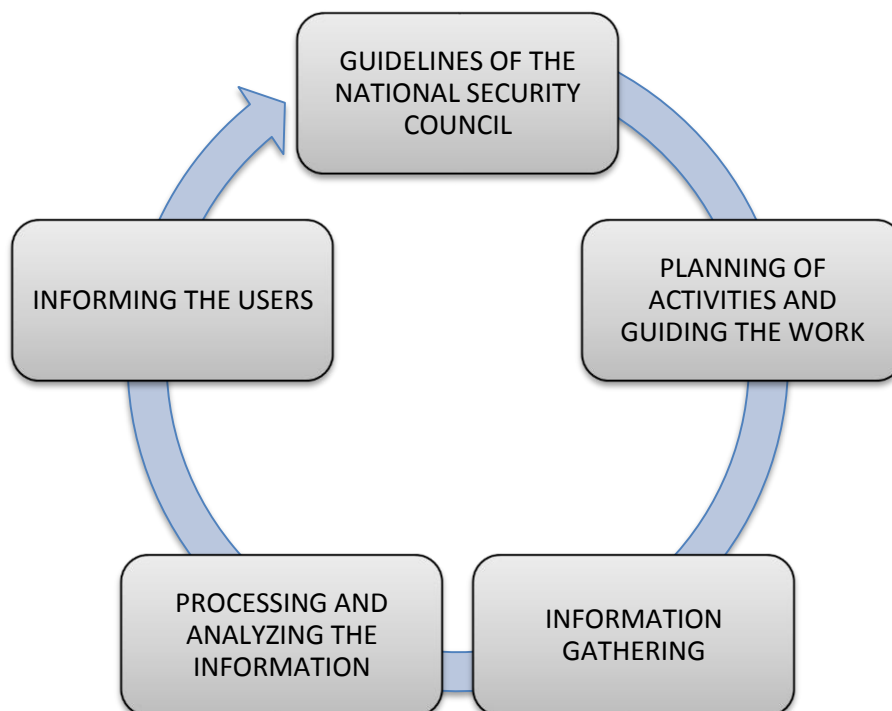 GUIDELINES OF THE
NATIONAL SECURITY
COUNCIL
PLANNING OF
ACTIVITIES AND
GUIDING THE WORK
INFORMATION
GATHERING
PROCESSING AND
ANALYZING THE
INFORMATION
INFORMING THE USERS